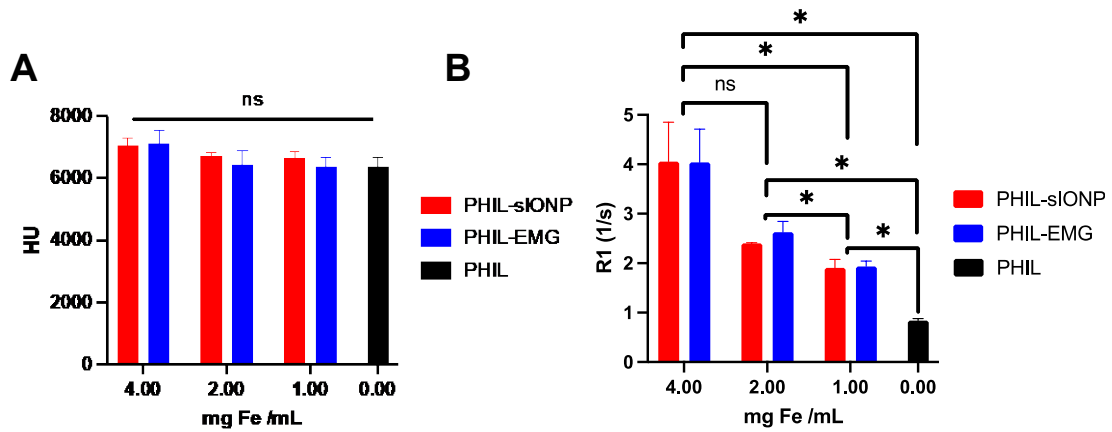 A
ns
8000
6000
4000
2000
0
HU
4.00
2.00
1.00
0.00
mg Fe /mL
PHIL-sIONP
PHIL-EMG
PHIL
B
*
*
ns
*
*
*
5
4
3
2
1
0
R1 (1/s)
4.00
2.00
1.00
0.00
mg Fe /mL
PHIL-sIONP
PHIL-EMG
PHIL